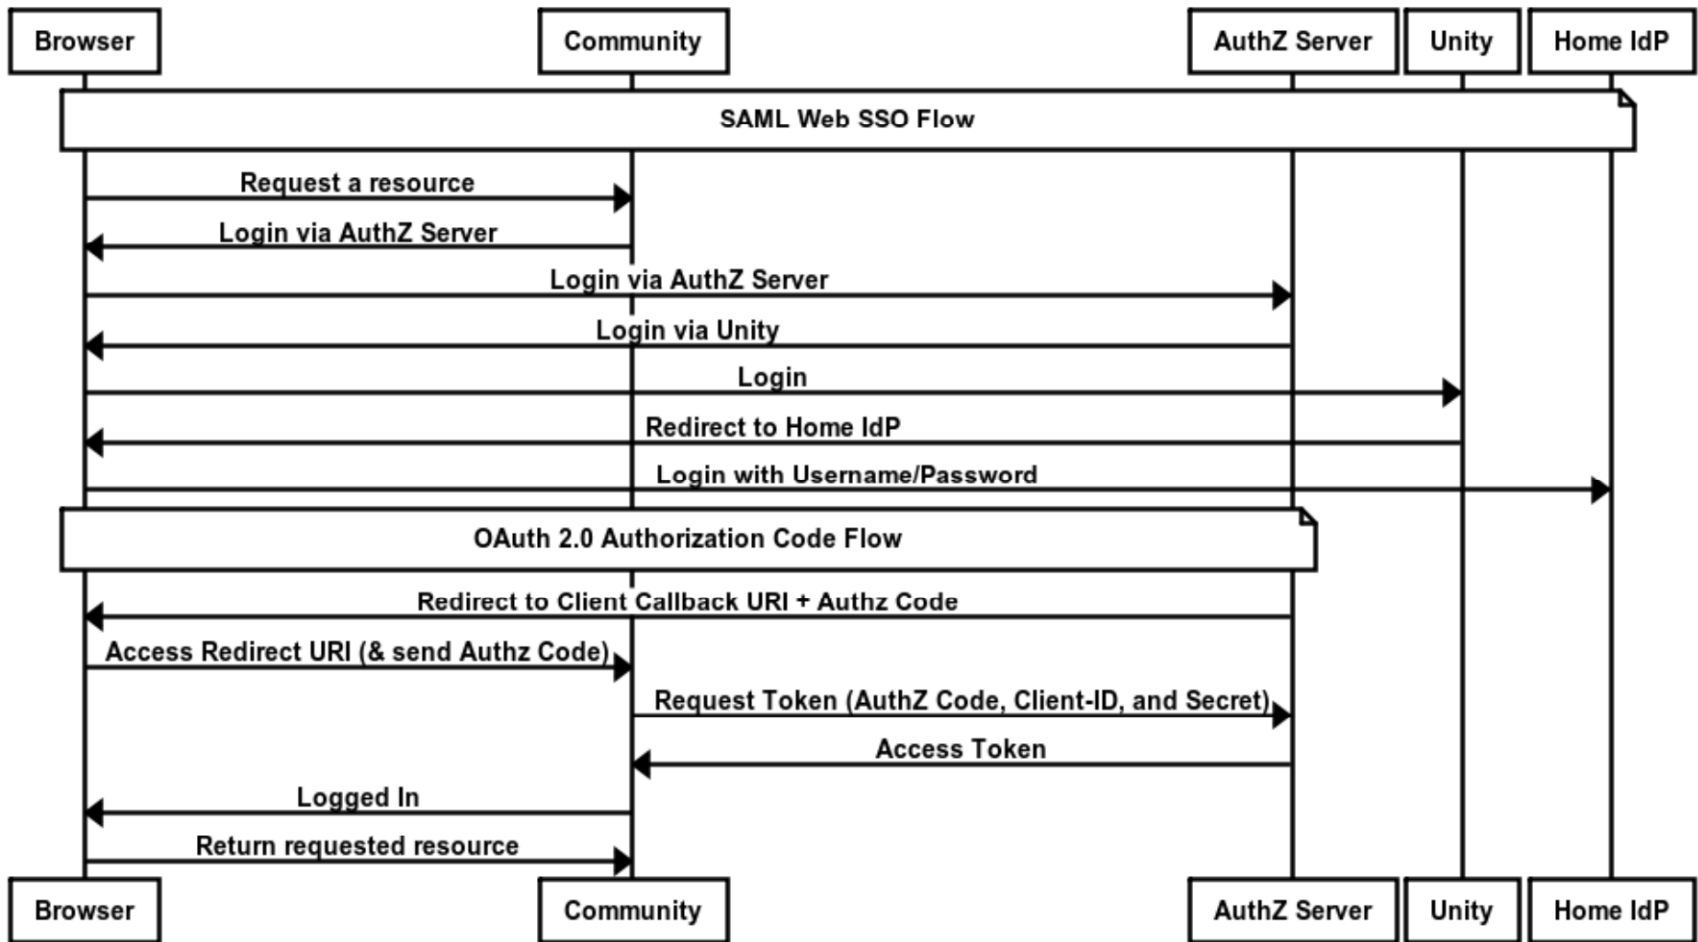 Browser Community AuthZ Server Unity Home IdP
SAML Web SSO Flow
Request a resource
Login via AuthZ Server
Login via AuthZ Server
Login via Unity
Login
Redirect to Home IdP
Login with Username/Password
OAuth 2.0 Authorization Code Flow
Redirect to Client Callback URI + Authz Code
Access Redirect URI (& send Authz Code)
Request Token (AuthZ Code, Client-ID, and Secret)
Access Token
Logged In
Return requested resource
Browser Community AuthZ Server Unity Home IdP